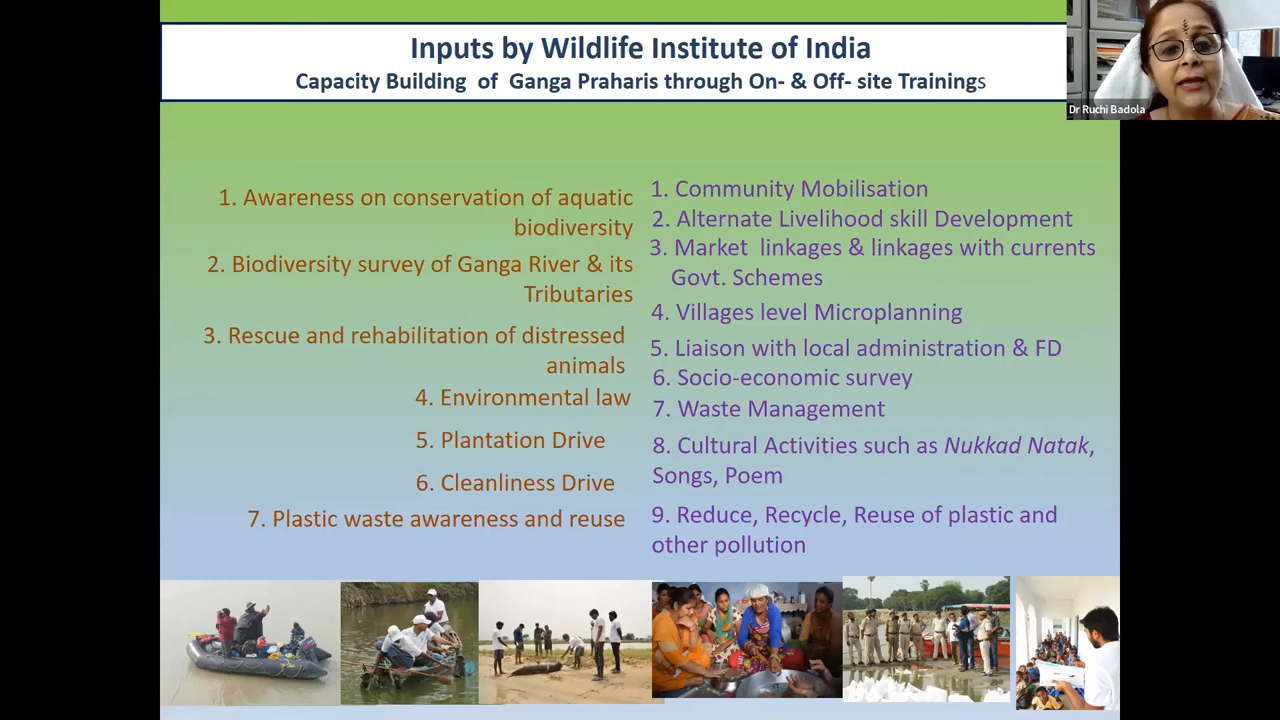 Inputs by Wildlife Institute of India
Capacity Building of Ganga Praharis through On- & Off- site Trainings
Dr Ruchi Badola
1. Awareness on conservation of aquatic
biodiversity
2. Biodiversity survey of Ganga River & its
Tributaries
3. Rescue and rehabilitation of distressed
animals
4. Environmental law
5. Plantation Drive
6. Cleanliness Drive
7. Plastic waste awareness and reuse
1. Community Mobilisation
2. Alternate Livelihood skill Development
3. Market linkages & linkages with currents
Govt. Schemes
4. Villages level Microplanning
5. Liaison with local administration & FD
6. Socio-economic survey
7. Waste Management
8. Cultural Activities such as Nukkad Natak,
Songs, Poem
9. Reduce, Recycle, Reuse of plastic and
other pollution